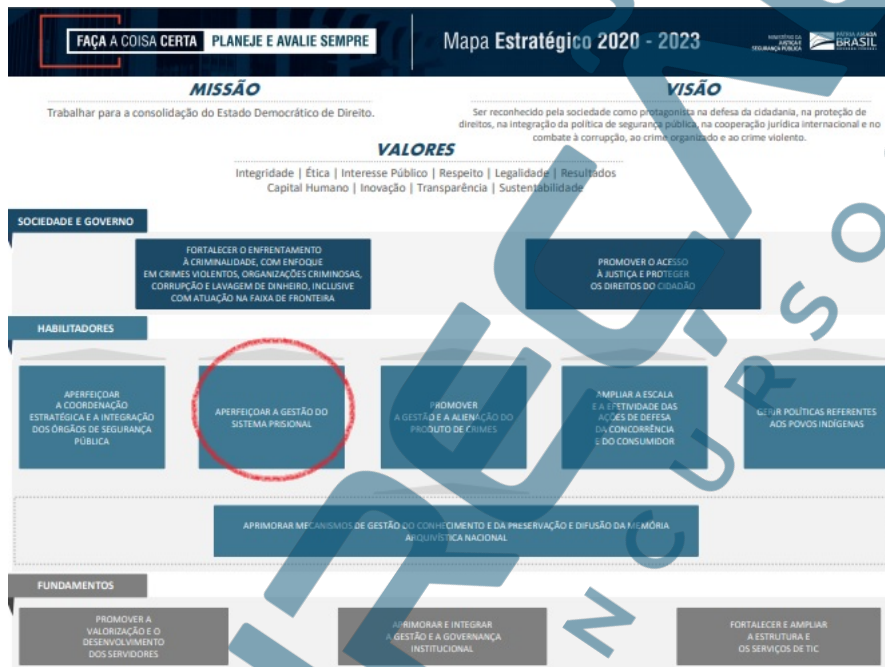 FAÇA A COISA CERTA PLANEJE E AVALIE SEMPRE
Mapa Estratégico 2020 - 2023
MINISTÉRIO DA
JUSTIÇA E
SEGURANÇA PÚBLICA
PÁTRIA AMADA
BRASIL
MISSÃO
Trabalhar para a consolidação do Estado Democrático de Direito.
VISÃO
Ser reconhecido pela sociedade como protagonista na defesa da cidadania, na proteção de
direitos, na integração da política de segurança pública, na cooperação jurídica internacional e no
combate à corrupção, ao crime organizado e ao crime violento.
VALORES
Integridade | Ética | Interesse Público | Respeito | Legalidade | Resultados
Capital Humano | Inovação | Transparência | Sustentabilidade
SOCIEDADE E GOVERNO
FORTALECER O ENFRENTAMENTO
À CRIMINALIDADE, COM ENFOQUE
EM CRIMES VIOLENTOS, ORGANIZAÇÕES CRIMINOSAS,
CORRUPÇÃO E LAVAGEM DE DINHEIRO, INCLUSIVE
COM ATUAÇÃO NA FAIXA DE FRONTEIRA
PROMOVER O ACESSO
À JUSTIÇA E PROTEGER
OS DIREITOS DO CIDADÃO
HABILITADORES
APERFEIÇOAR
A COORDENAÇÃO
ESTRATÉGICA E A INTEGRAÇÃO
DOS ÓRGÃOS DE SEGURANÇA
PÚBLICA
APERFEIÇOAR A GESTÃO DO
SISTEMA PRISIONAL
PROMOVER
A GESTÃO E A ALIENAÇÃO DO
PRODUTO DE CRIMES
AMPLIAR A ESCALA
E A EFETIVIDADE DAS
AÇÕES DE DEFESA
DA CONCORRÊNCIA
E DO CONSUMIDOR
GERIR POLÍTICAS REFERENTES
AOS POVOS INDÍGENAS
APRIMORAR MECANISMOS DE GESTÃO DO CONHECIMENTO E DA PRESERVAÇÃO E DIFUSÃO DA MEMÓRIA
ARQUIVÍSTICA NACIONAL
FUNDAMENTOS
PROMOVER A
VALORIZAÇÃO E O
DESENVOLVIMENTO
DOS SERVIDORES
APRIMORAR E INTEGRAR
A GESTÃO E A GOVERNANÇA
INSTITUCIONAL
FORTALECER E AMPLIAR
A ESTRUTURA E
OS SERVIÇOS DE TIC